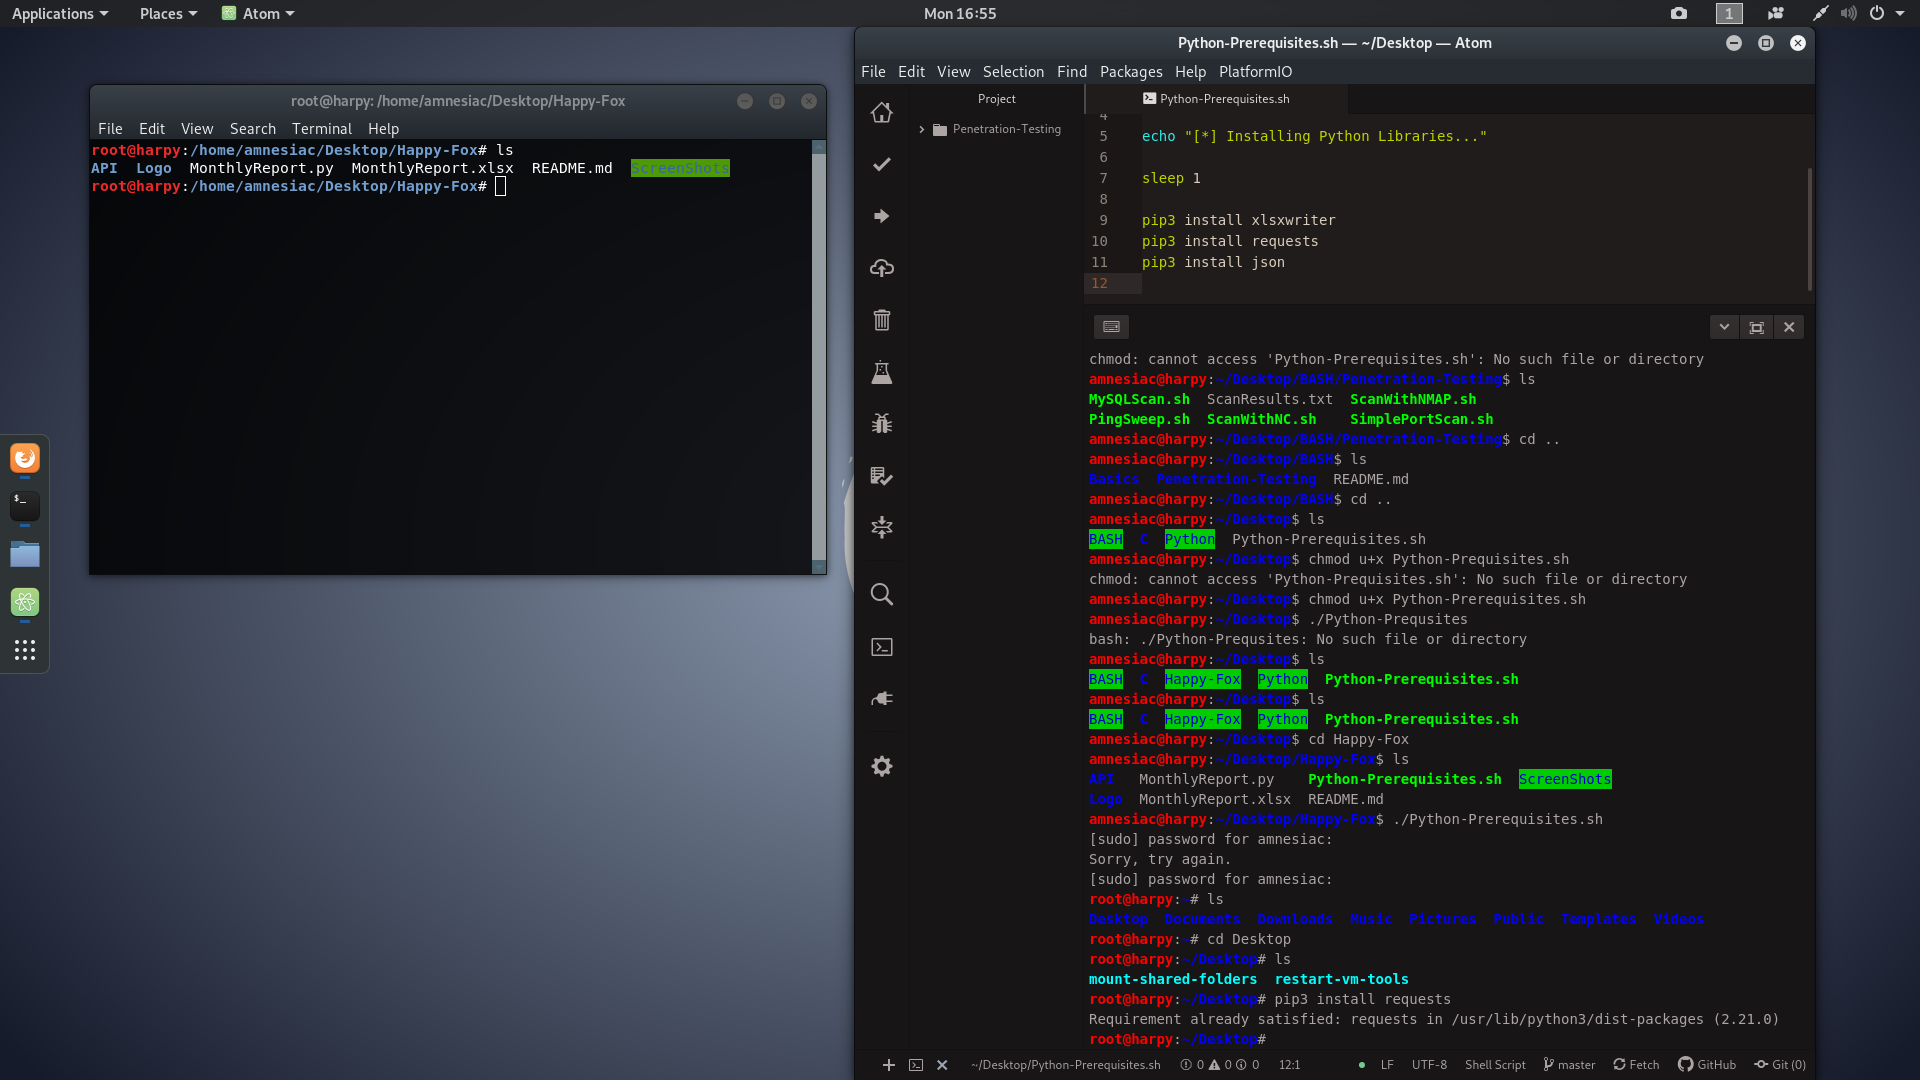 Applications Places Atom Mon 16:55 1
root@harpy: /home/amnesiac/Desktop/Happy-Fox
File Edit View Search Terminal Help
root@harpy:/home/amnesiac/Desktop/Happy-Fox# ls
API Logo MonthlyReport.py MonthlyReport.xlsx README.md ScreenShots
root@harpy:/home/amnesiac/Desktop/Happy-Fox#
$_
Python-Prerequisites.sh — ~/Desktop — Atom
File Edit View Selection Find Packages Help PlatformIO
Project
Penetration-Testing
Python-Prerequisites.sh
4
5 echo "[*] Installing Python Libraries..."
6
7 sleep 1
8
9 pip3 install xlsxwriter
10 pip3 install requests
11 pip3 install json
12
chmod: cannot access 'Python-Prerequisites.sh': No such file or directory
amnesiac@harpy:~/Desktop/BASH/Penetration-Testing$ ls
MySQLScan.sh ScanResults.txt ScanWithNMAP.sh
PingSweep.sh ScanWithNC.sh SimplePortScan.sh
amnesiac@harpy:~/Desktop/BASH/Penetration-Testing$ cd ..
amnesiac@harpy:~/Desktop/BASH$ ls
Basics Penetration-Testing README.md
amnesiac@harpy:~/Desktop/BASH$ cd ..
amnesiac@harpy:~/Desktop$ ls
BASH C Python Python-Prerequisites.sh
amnesiac@harpy:~/Desktop$ chmod u+x Python-Prequisites.sh
chmod: cannot access 'Python-Prequisites.sh': No such file or directory
amnesiac@harpy:~/Desktop$ chmod u+x Python-Prerequisites.sh
amnesiac@harpy:~/Desktop$ ./Python-Prequsites
bash: ./Python-Prequsites: No such file or directory
amnesiac@harpy:~/Desktop$ ls
BASH C Happy-Fox Python Python-Prerequisites.sh
amnesiac@harpy:~/Desktop$ ls
BASH C Happy-Fox Python Python-Prerequisites.sh
amnesiac@harpy:~/Desktop$ cd Happy-Fox
amnesiac@harpy:~/Desktop/Happy-Fox$ ls
API MonthlyReport.py Python-Prerequisites.sh ScreenShots
Logo MonthlyReport.xlsx README.md
amnesiac@harpy:~/Desktop/Happy-Fox$ ./Python-Prerequisites.sh
[sudo] password for amnesiac:
Sorry, try again.
[sudo] password for amnesiac:
root@harpy:~# ls
Desktop Documents Downloads Music Pictures Public Templates Videos
root@harpy:~# cd Desktop
root@harpy:~/Desktop# ls
mount-shared-folders restart-vm-tools
root@harpy:~/Desktop# pip3 install requests
Requirement already satisfied: requests in /usr/lib/python3/dist-packages (2.21.0)
root@harpy:~/Desktop#
~/Desktop/Python-Prerequisites.sh 0 0 0 12:1 LF UTF-8 Shell Script master Fetch GitHub Git (0)